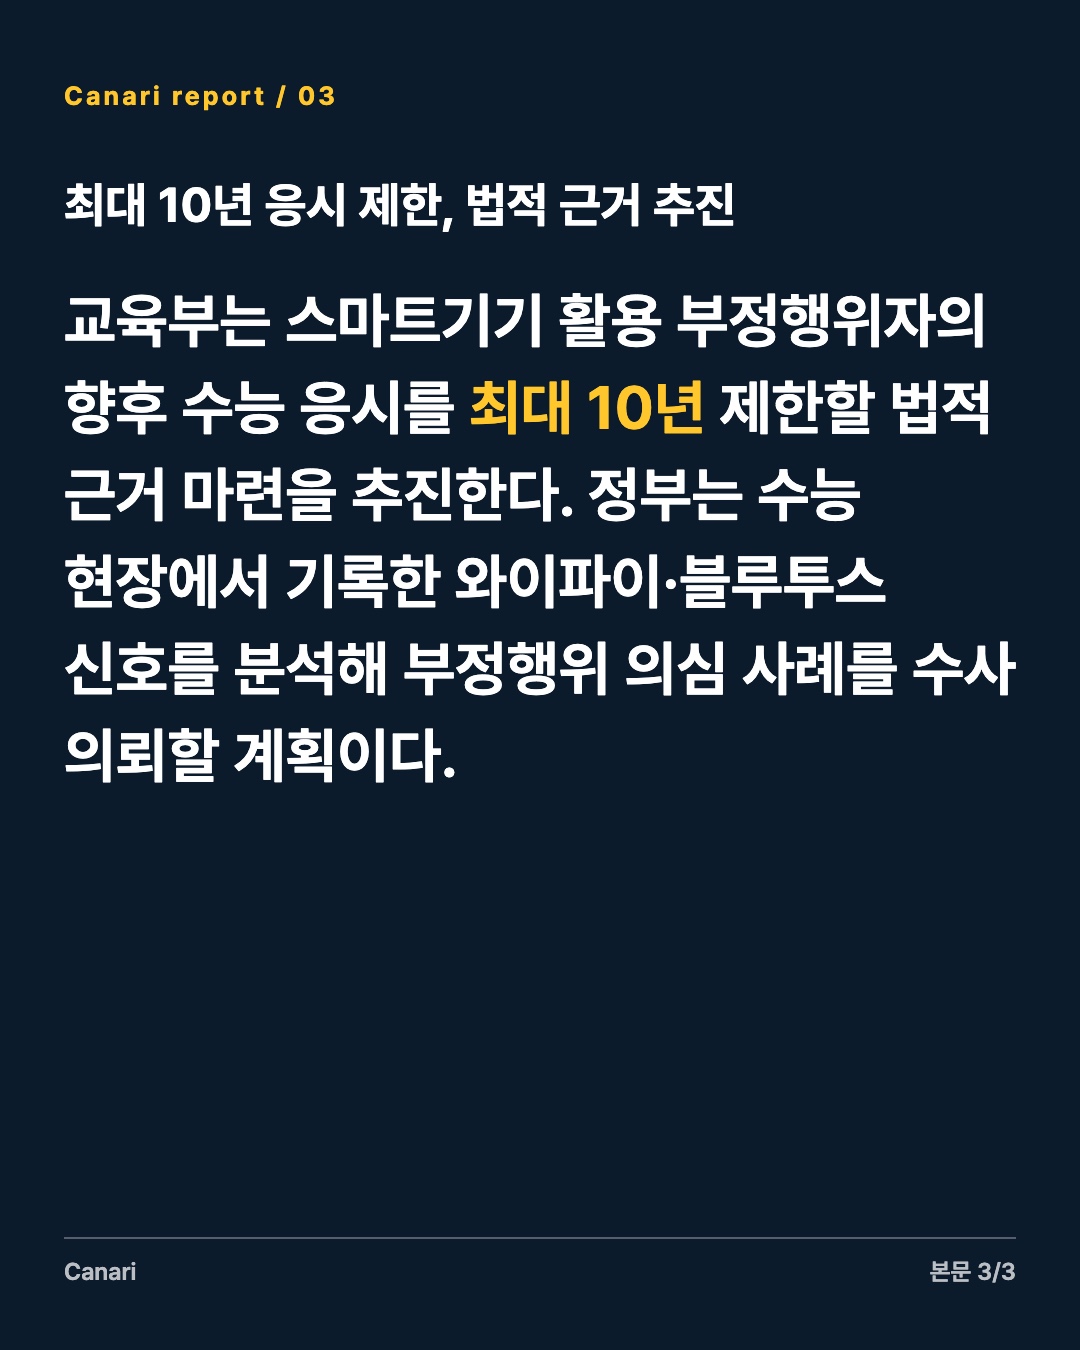 Canari report / 03
최대 10년 응시 제한, 법적 근거 추진
교육부는 스마트기기 활용 부정행위자의
향후 수능 응시를 최대 10년 제한할 법적
근거 마련을 추진한다. 정부는 수능
현장에서 기록한 와이파이·블루투스
신호를 분석해 부정행위 의심 사례를 수사
의뢰할 계획이다.
Canari
본문 3/3